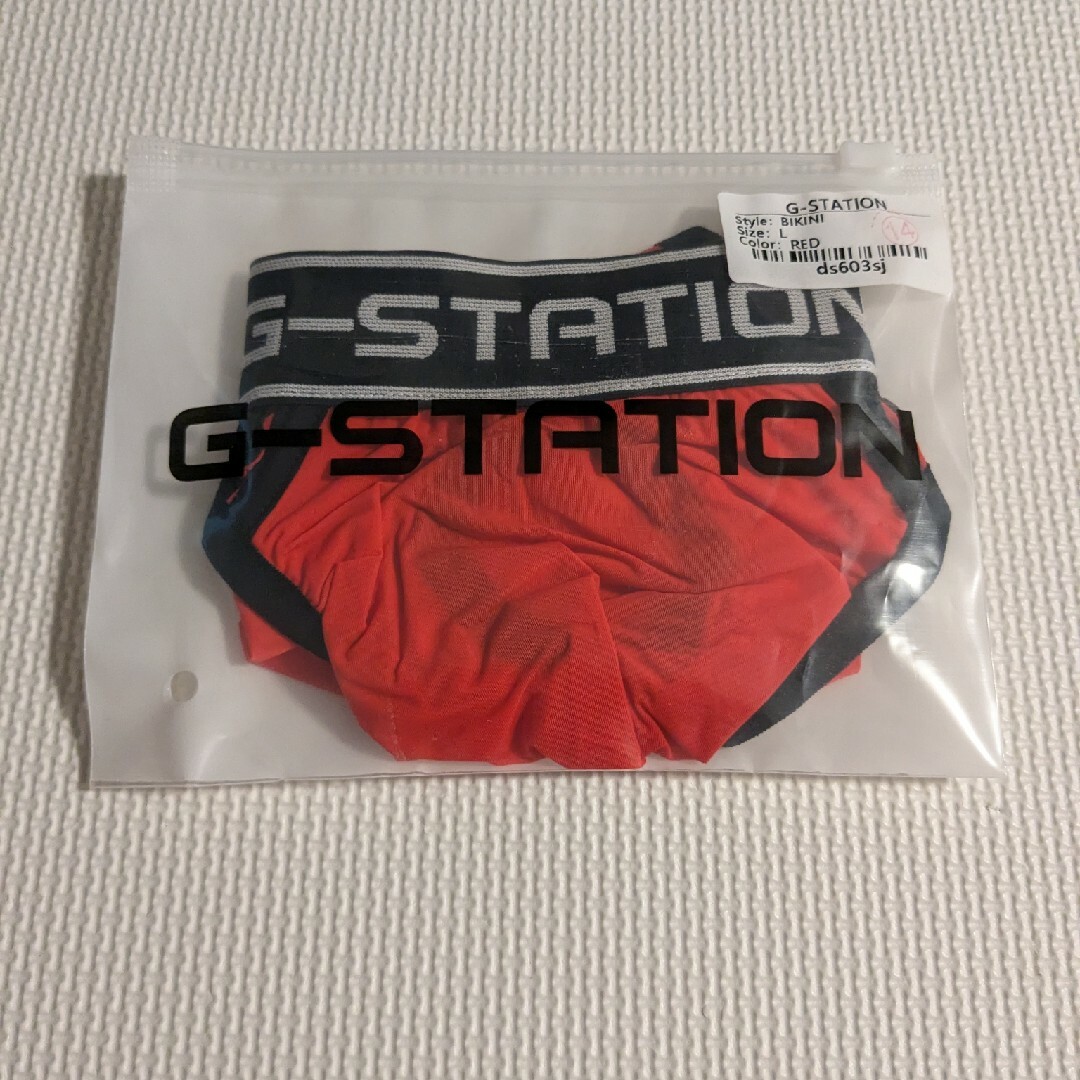 G-STATION
Style: BIKINI
Size: L
14
Color: RED
ds603sj
G-STATION
G-STATION